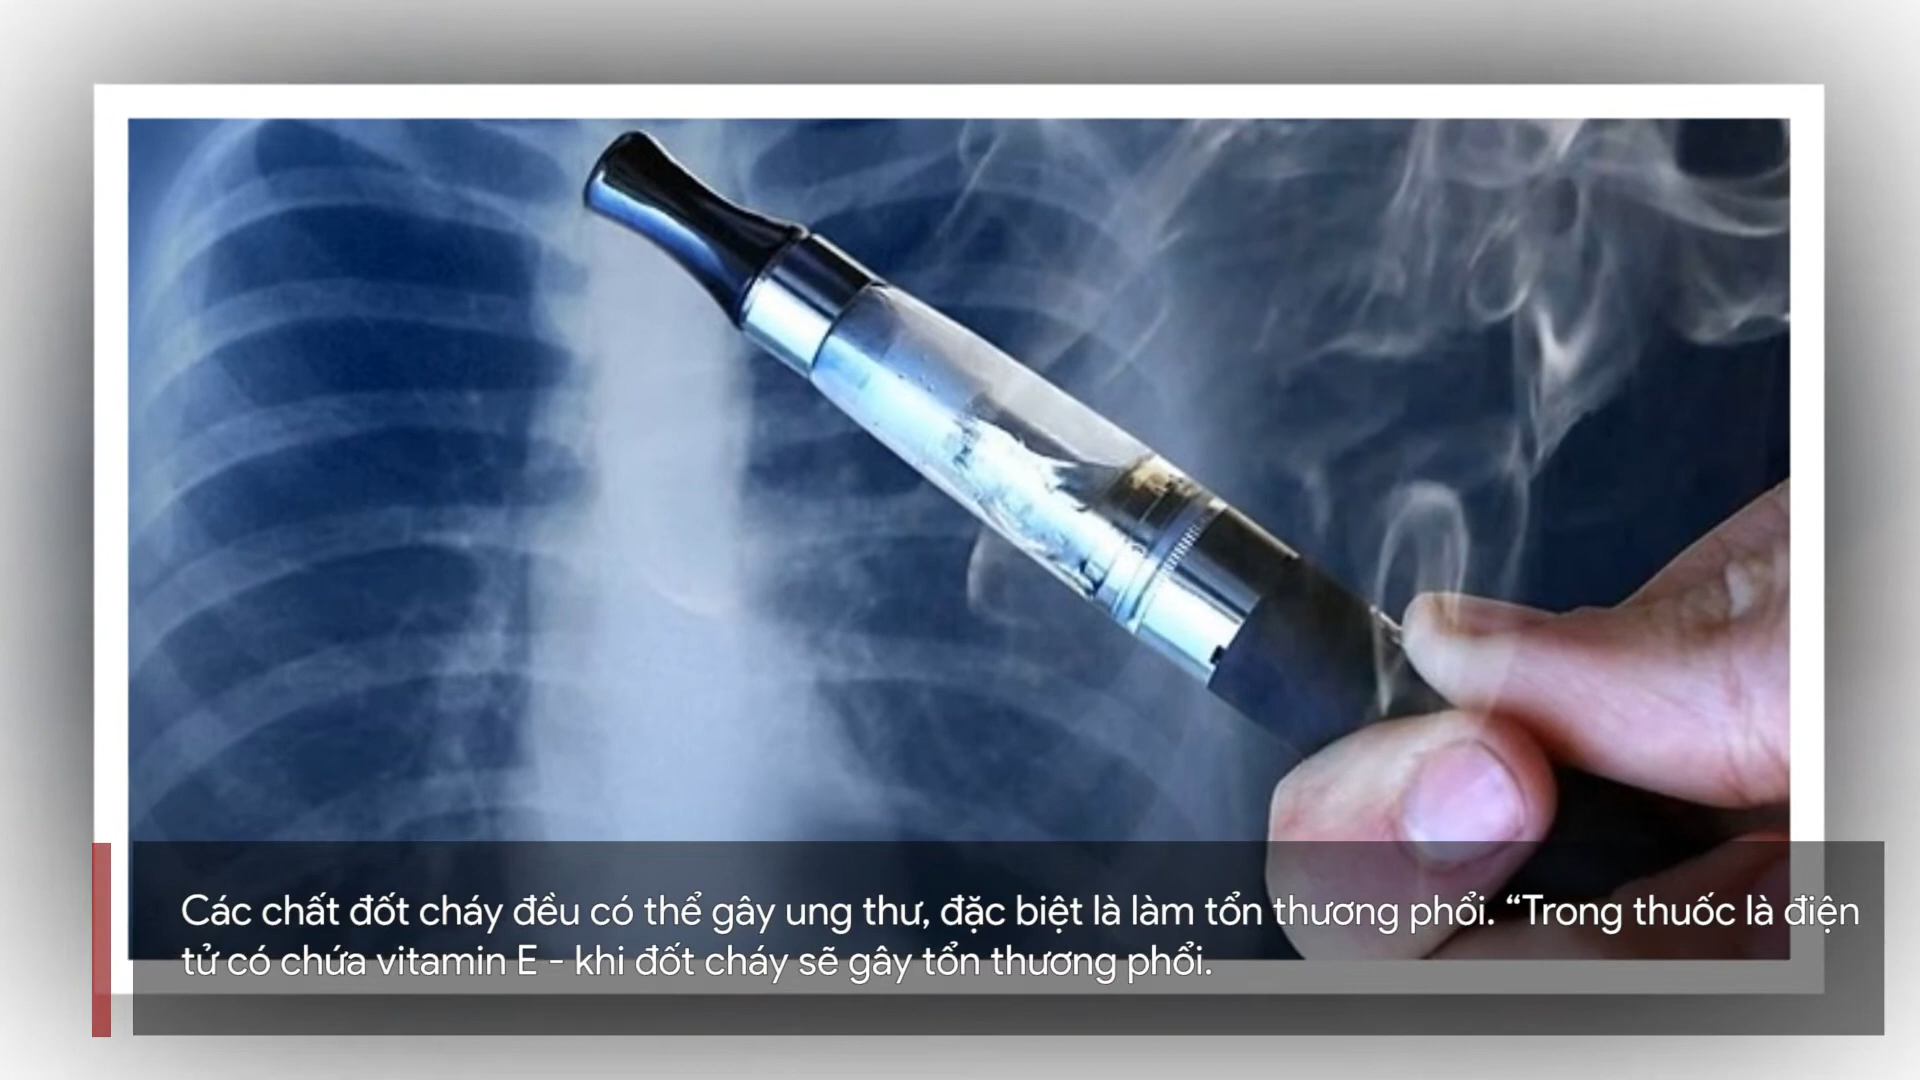 Các chất đốt cháy đều có thể gây ung thư, đặc biệt là làm tổn thương phổi. “Trong thuốc là điện
tử có chứa vitamin E - khi đốt cháy sẽ gây tổn thương phổi.